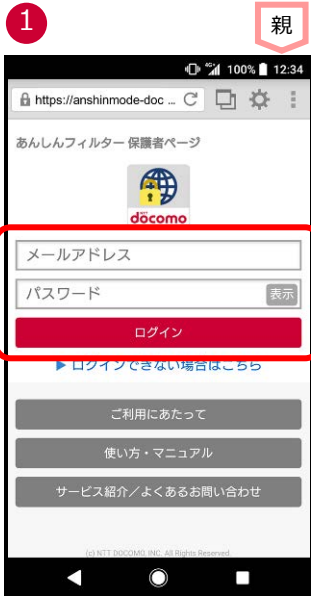 1
親
4G 100% 12:34
https://anshinmode-doc ...
あんしんフィルター 保護者ページ
docomo
メールアドレス
パスワード 表示
ログイン
▶ ログインできない場合はこちら
ご利用にあたって
使い方・マニュアル
サービス紹介／よくあるお問い合わせ
(c) NTT DOCOMO, INC. All Rights Reserved.